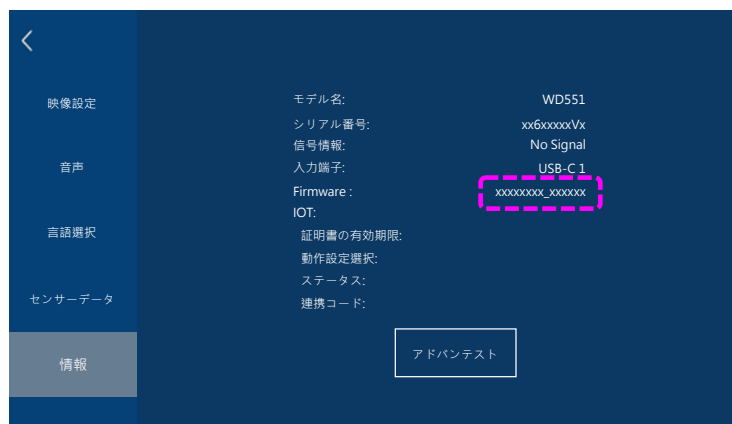 映像設定
音声
言語選択
センサーデータ
情報
モデル名: WD551
シリアル番号: xx6xxxxxVx
信号情報: No Signal
入力端子: USB-C 1
Firmware : xxxxxxxx_xxxxxx
IOT:
証明書の有効期限:
動作設定選択:
ステータス:
連携コード:
アドバンテスト